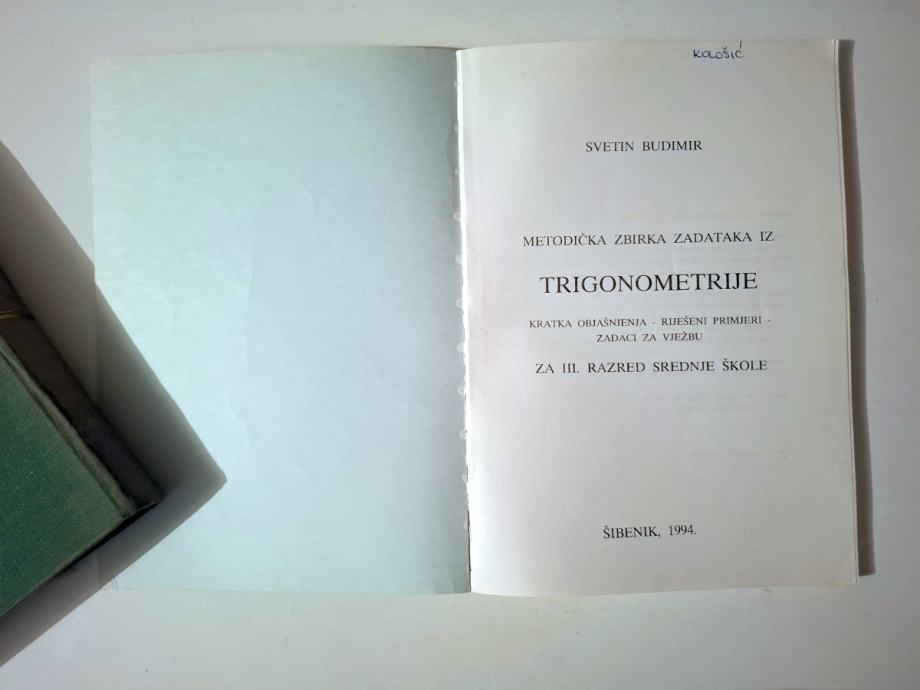 KOLOŠIĆ
SVETIN BUDIMIR
METODIČKA ZBIRKA ZADATAKA IZ
TRIGONOMETRIJE
KRATKA OBJAŠNJENJA - RIJEŠENI PRIMJERI -
ZADACI ZA VJEŽBU
ZA III. RAZRED SREDNJE ŠKOLE
ŠIBENIK, 1994.